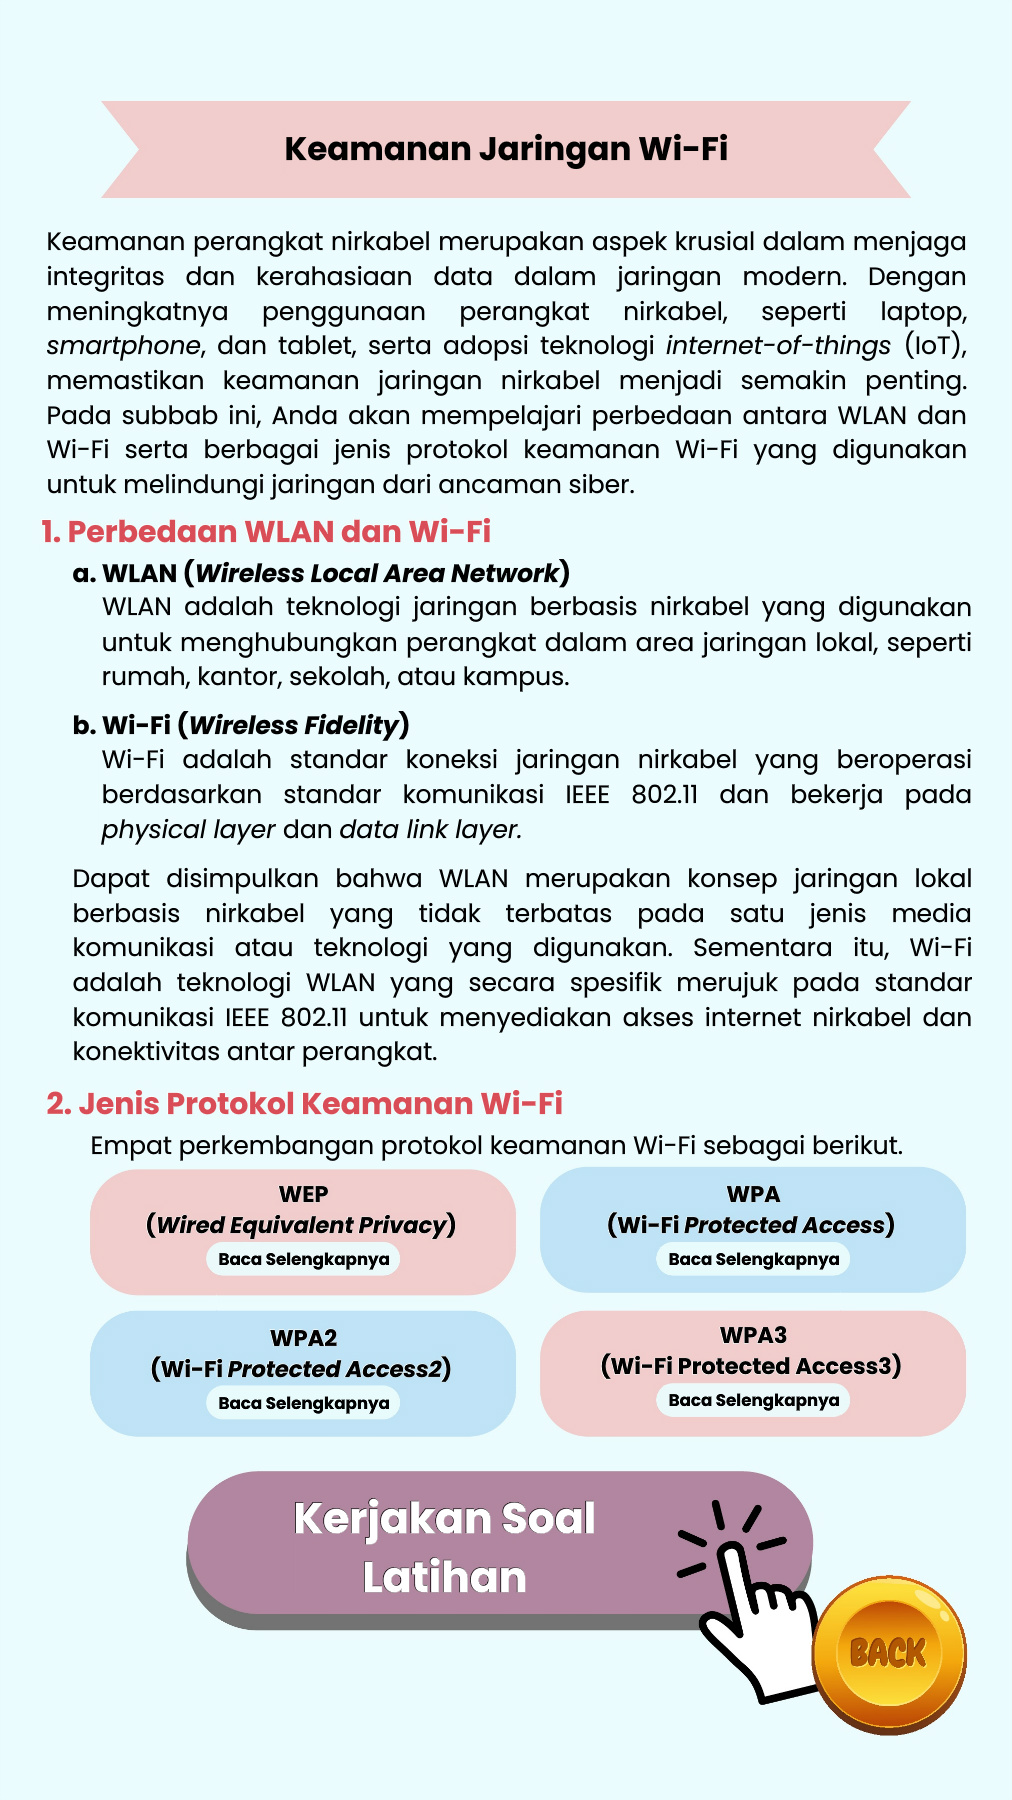 Keamanan Jaringan Wi-Fi
Keamanan perangkat nirkabel merupakan aspek krusial dalam menjaga
integritas dan kerahasiaan data dalam jaringan modern. Dengan
meningkatnya penggunaan perangkat nirkabel, seperti laptop,
smartphone, dan tablet, serta adopsi teknologi internet-of-things (IoT),
memastikan keamanan jaringan nirkabel menjadi semakin penting.
Pada subbab ini, Anda akan mempelajari perbedaan antara WLAN dan
Wi-Fi serta berbagai jenis protokol keamanan Wi-Fi yang digunakan
untuk melindungi jaringan dari ancaman siber.
1. Perbedaan WLAN dan Wi-Fi
a. WLAN (Wireless Local Area Network)
WLAN adalah teknologi jaringan berbasis nirkabel yang digunakan
untuk menghubungkan perangkat dalam area jaringan lokal, seperti
rumah, kantor, sekolah, atau kampus.
b. Wi-Fi (Wireless Fidelity)
Wi-Fi adalah standar koneksi jaringan nirkabel yang beroperasi
berdasarkan standar komunikasi IEEE 802.11 dan bekerja pada
physical layer dan data link layer.
Dapat disimpulkan bahwa WLAN merupakan konsep jaringan lokal
berbasis nirkabel yang tidak terbatas pada satu jenis media
komunikasi atau teknologi yang digunakan. Sementara itu, Wi-Fi
adalah teknologi WLAN yang secara spesifik merujuk pada standar
komunikasi IEEE 802.11 untuk menyediakan akses internet nirkabel dan
konektivitas antar perangkat.
2. Jenis Protokol Keamanan Wi-Fi
Empat perkembangan protokol keamanan Wi-Fi sebagai berikut.
WEP
(Wired Equivalent Privacy)
Baca Selengkapnya
WPA
(Wi-Fi Protected Access)
Baca Selengkapnya
WPA2
(Wi-Fi Protected Access2)
Baca Selengkapnya
WPA3
(Wi-Fi Protected Access3)
Baca Selengkapnya
Kerjakan Soal
Latihan
BACK